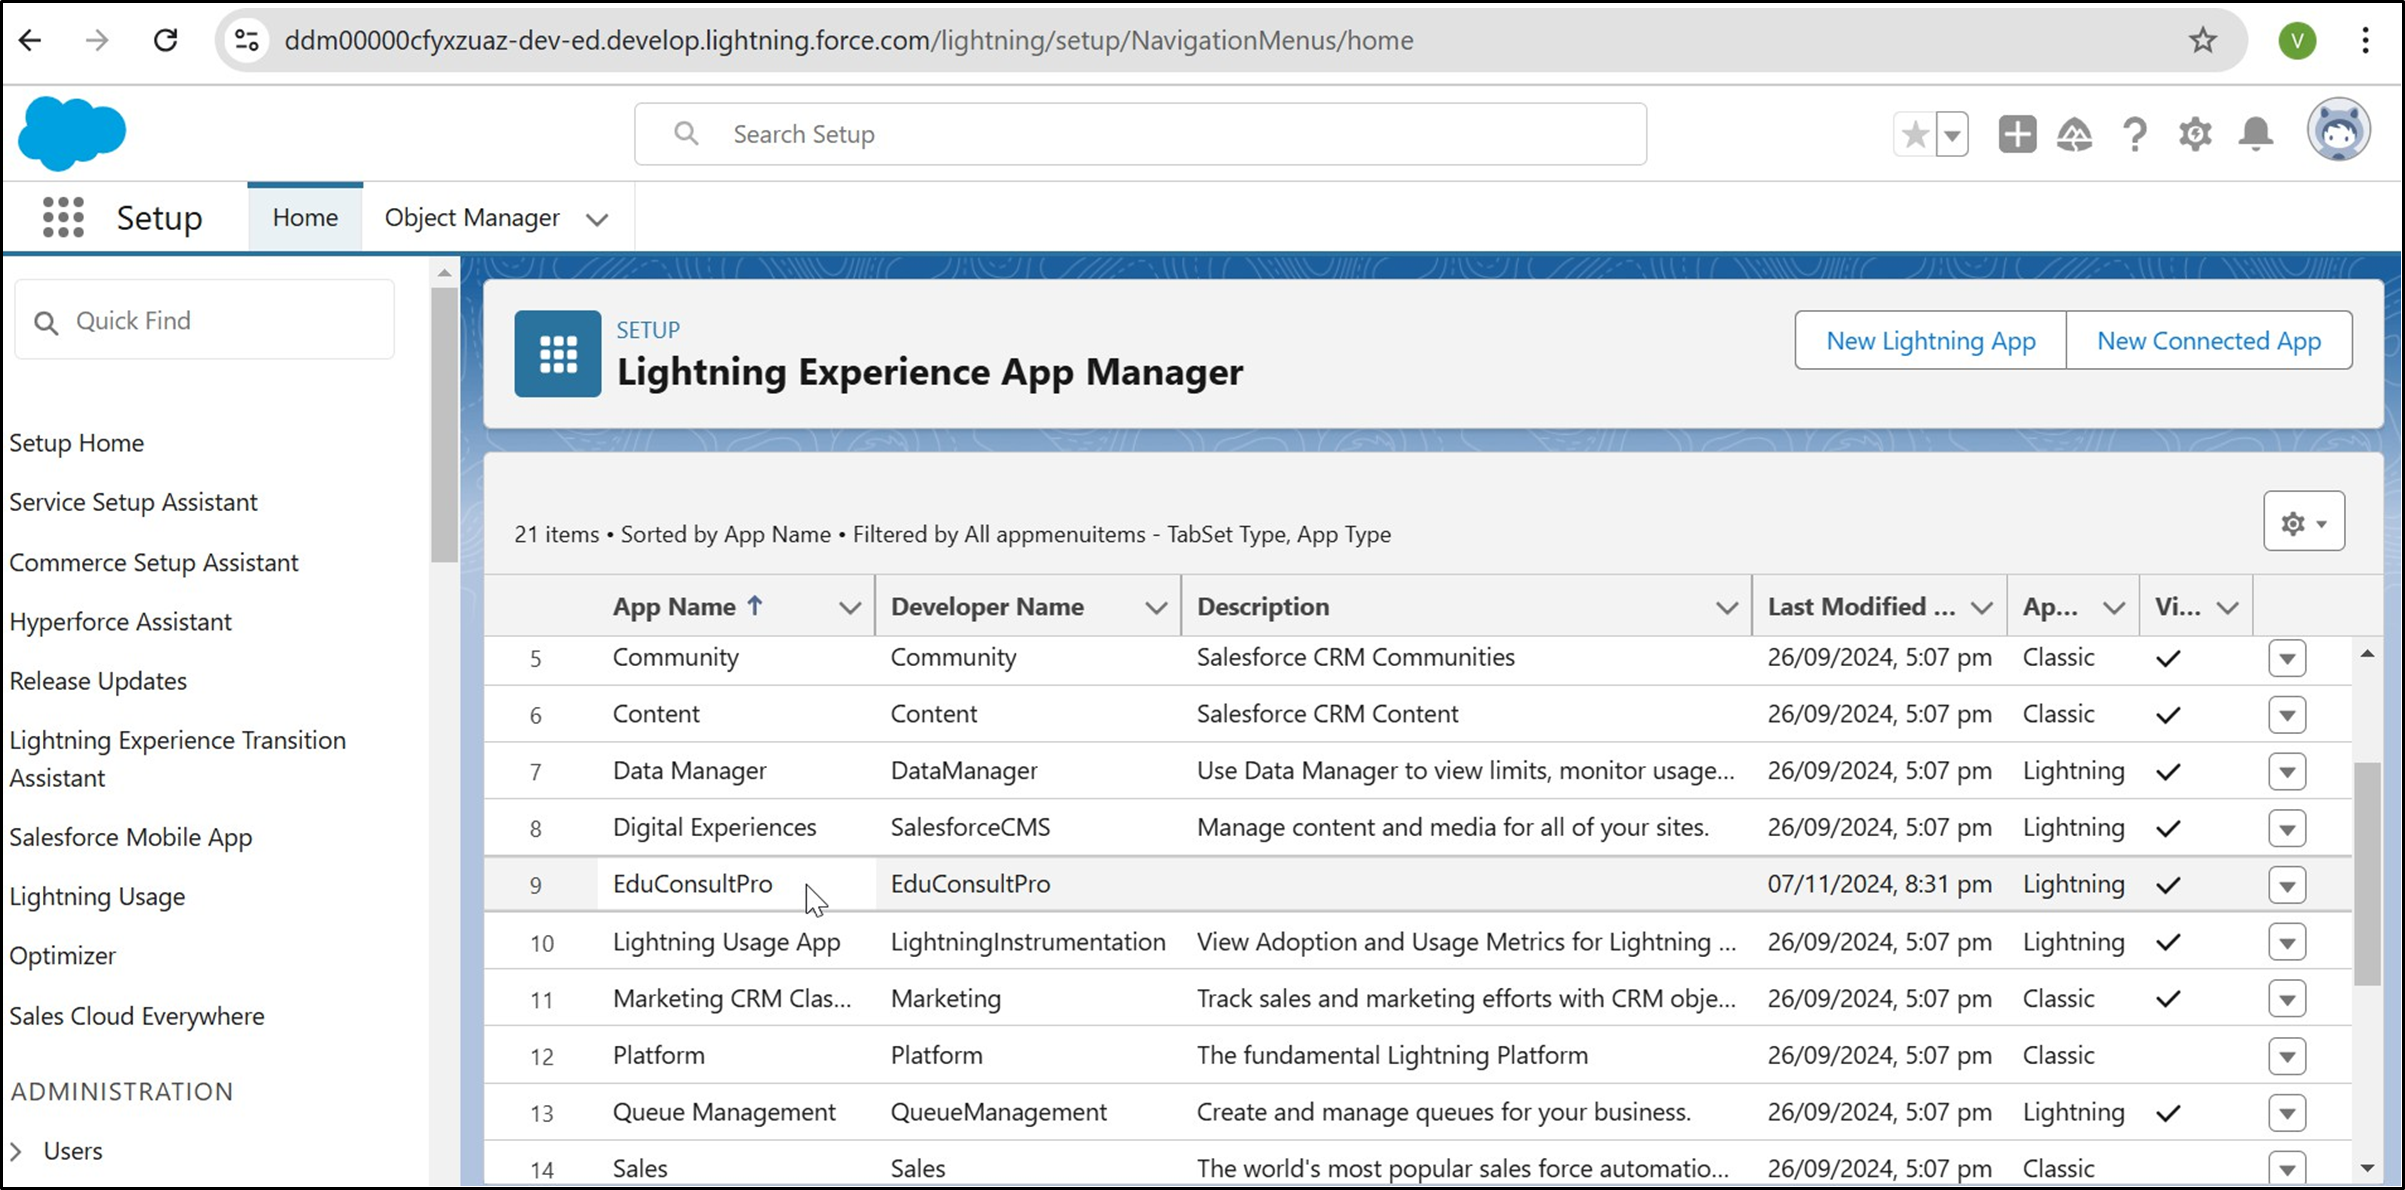 ddm00000cfyxzuaz-dev-ed.develop.lightning.force.com/lightning/setup/NavigationMenus/home
V
Search Setup
Setup
Home
Object Manager
Quick Find
Setup Home
Service Setup Assistant
Commerce Setup Assistant
Hyperforce Assistant
Release Updates
Lightning Experience Transition
Assistant
Salesforce Mobile App
Lightning Usage
Optimizer
Sales Cloud Everywhere
ADMINISTRATION
Users
SETUP
Lightning Experience App Manager
New Lightning App
New Connected App
21 items • Sorted by App Name • Filtered by All appmenuitems - TabSet Type, App Type
App Name ↑ Developer Name Description Last Modified ... Ap... Vi...
5 Community Community Salesforce CRM Communities 26/09/2024, 5:07 pm Classic
6 Content Content Salesforce CRM Content 26/09/2024, 5:07 pm Classic
7 Data Manager DataManager Use Data Manager to view limits, monitor usage... 26/09/2024, 5:07 pm Lightning
8 Digital Experiences SalesforceCMS Manage content and media for all of your sites. 26/09/2024, 5:07 pm Lightning
9 EduConsultPro EduConsultPro 07/11/2024, 8:31 pm Lightning
10 Lightning Usage App LightningInstrumentation View Adoption and Usage Metrics for Lightning ... 26/09/2024, 5:07 pm Lightning
11 Marketing CRM Clas... Marketing Track sales and marketing efforts with CRM obje... 26/09/2024, 5:07 pm Classic
12 Platform Platform The fundamental Lightning Platform 26/09/2024, 5:07 pm Classic
13 Queue Management QueueManagement Create and manage queues for your business. 26/09/2024, 5:07 pm Lightning
14 Sales Sales The world's most popular sales force automatio... 26/09/2024, 5:07 pm Classic